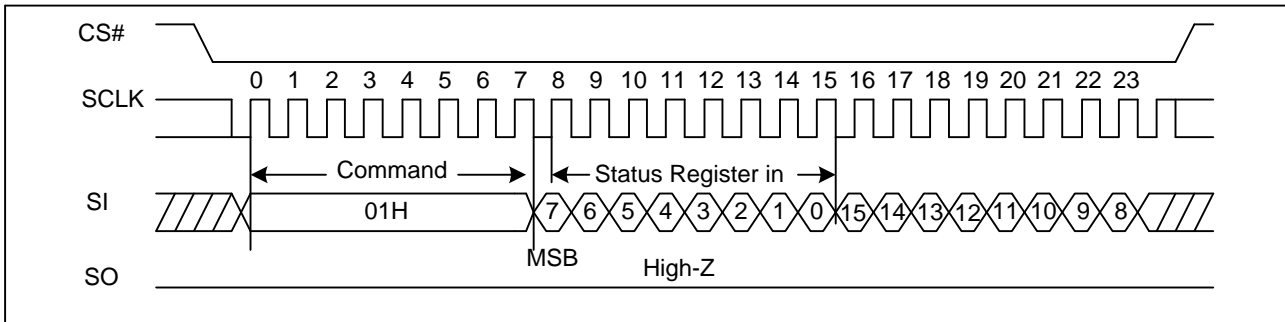 CS#
0 1 2 3 4 5 6 7 8 9 10 11 12 13 14 15 16 17 18 19 20 21 22 23
SCLK
Command Status Register in
SI 01H 7 6 5 4 3 2 1 0 15 14 13 12 11 10 9 8
MSB
SO High-Z